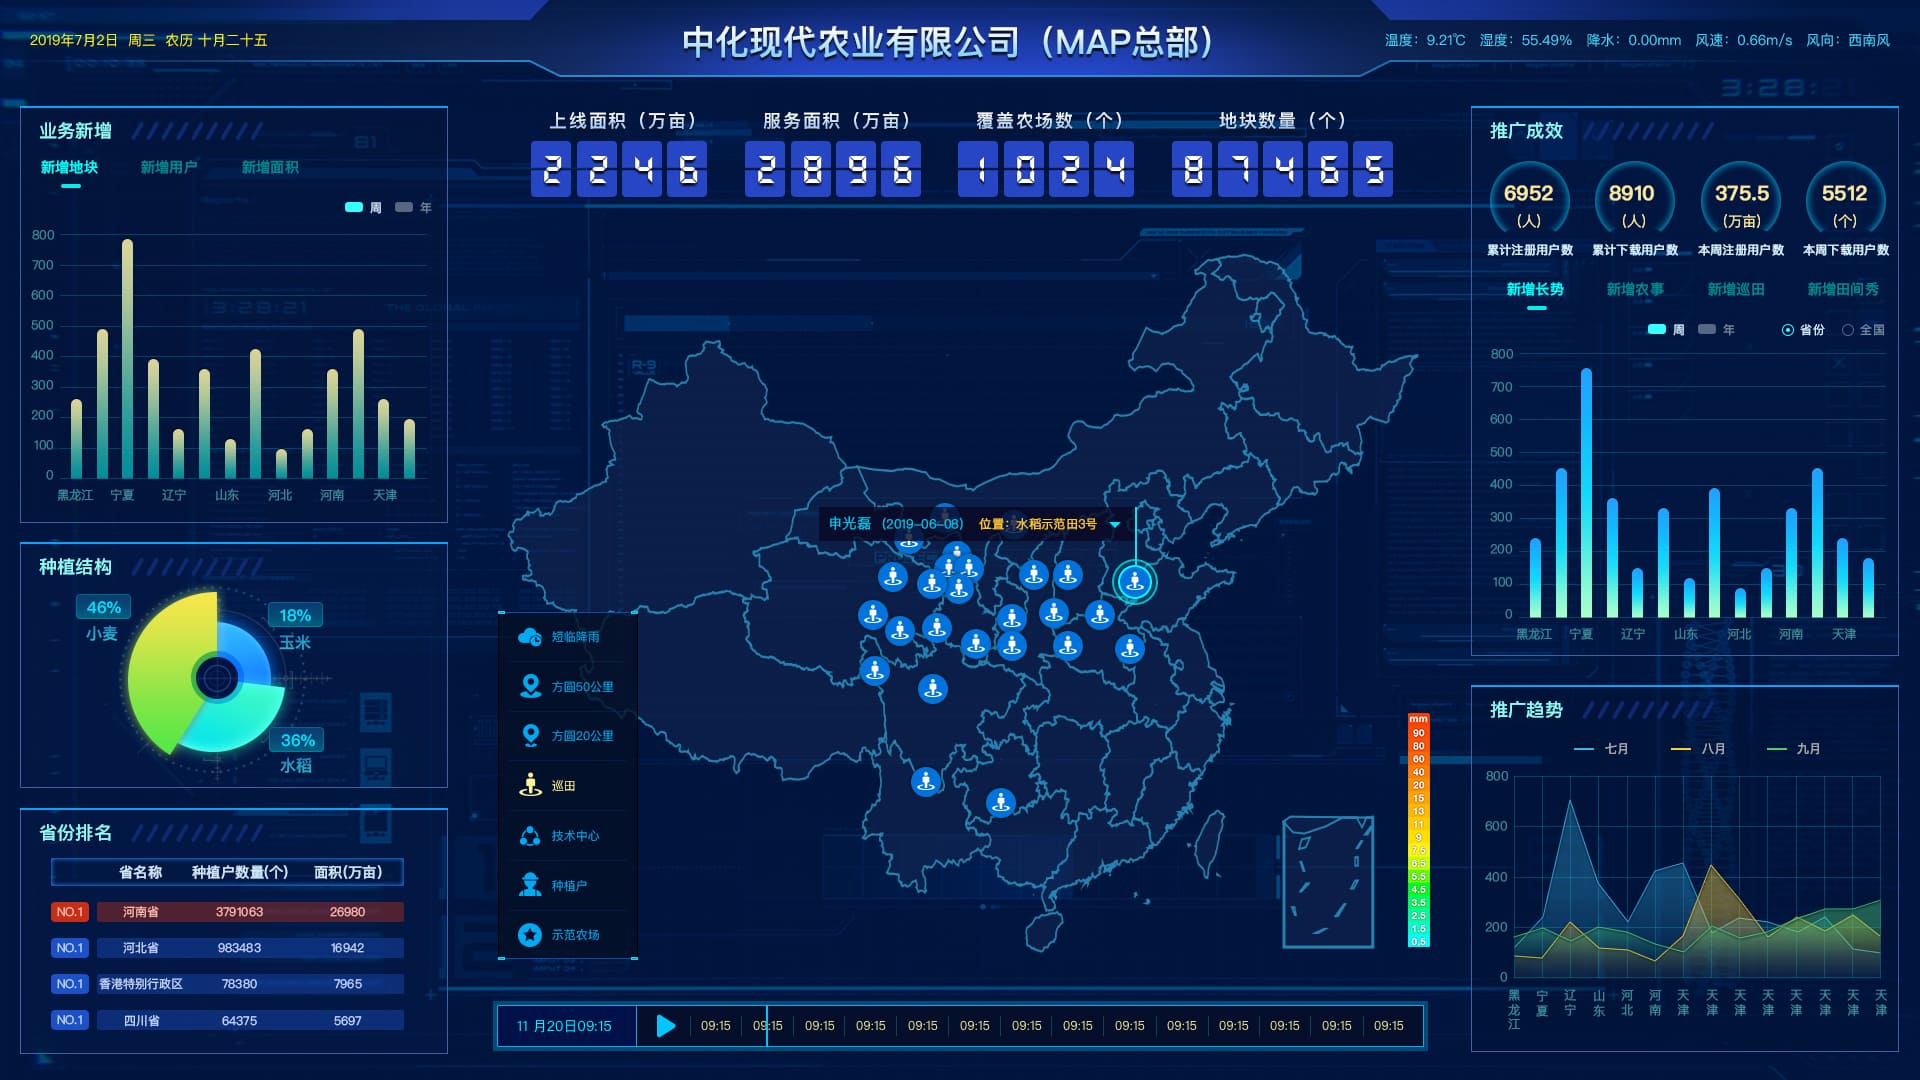 中化现代农业有限公司（MAP总部）
2019年7月2日 周三 农历 十月二十五
温度：9.21℃ 湿度：55.49% 降水：0.00mm 风速：0.66m/s 风向：西南风
业务新增
新增地块 新增用户 新增面积
周 年
800
700
600
500
400
300
200
100
0
黑龙江 宁夏 辽宁 山东 河北 河南 天津
种植结构
46%
小麦
18%
玉米
36%
水稻
省份排名
省名称 种植户数量(个) 面积(万亩)
NO.1 河南省 3791063 26980
NO.1 河北省 983483 16942
NO.1 香港特别行政区 78380 7965
NO.1 四川省 64375 5697
上线面积（万亩） 服务面积（万亩） 覆盖农场数（个） 地块数量（个）
2246 2896 1024 87465
申光磊 (2019-06-08) 位置：水稻示范田3号
短临降雨
方圆50公里
方圆20公里
巡田
技术中心
种植户
示范农场
mm
90
80
60
40
20
15
13
11
9
7.5
6.5
5.5
4.5
3.5
2.5
1.5
0.5
11 月20日09:15 09:15 09:15 09:15 09:15 09:15 09:15 09:15 09:15 09:15 09:15 09:15 09:15 09:15 09:15
推广成效
6952 8910 375.5 5512
(人) (人) (万亩) (个)
累计注册用户数 累计下载用户数 本周注册用户数 本周下载用户数
新增长势 新增农事 新增巡田 新增田间秀
周 年 省份 全国
800
700
600
500
400
300
200
100
0
黑龙江 宁夏 辽宁 山东 河北 河南 天津
推广趋势
七月 八月 九月
800
600
400
200
0
黑龙江 宁夏 辽宁 山东 河北 河南 天津 天津 天津 天津 天津 天津 天津 天津
3:28:21
3:28:21
R-9